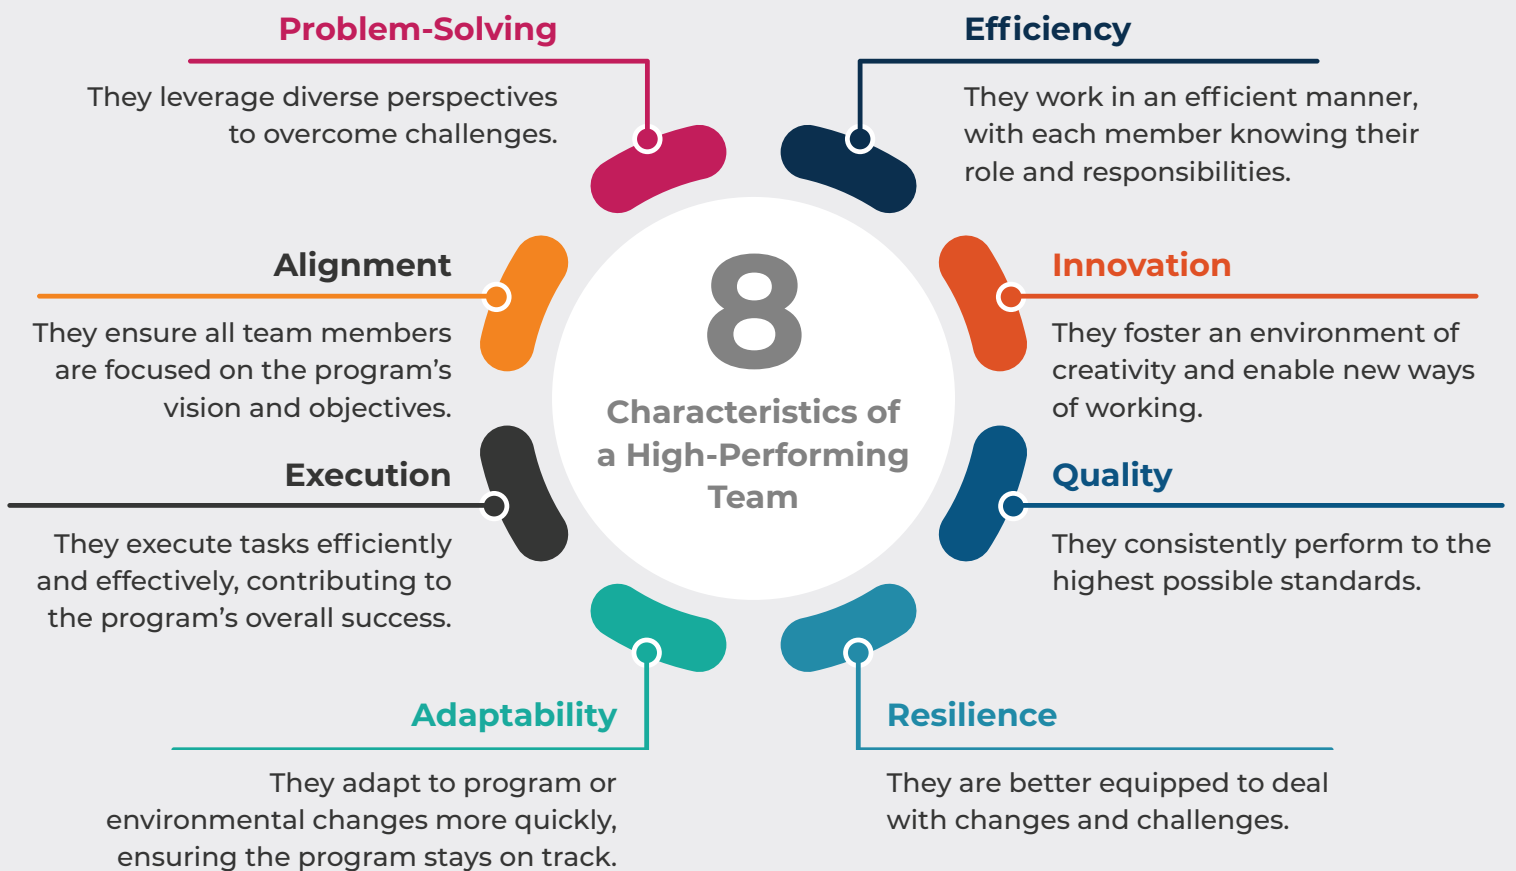 Problem-Solving
They leverage diverse perspectives
to overcome challenges.
Efficiency
They work in an efficient manner,
with each member knowing their
role and responsibilities.
Alignment
They ensure all team members
are focused on the program’s
vision and objectives.
Innovation
They foster an environment of
creativity and enable new ways
of working.
8
Characteristics of
a High-Performing
Team
Execution
They execute tasks efficiently
and effectively, contributing to
the program’s overall success.
Quality
They consistently perform to the
highest possible standards.
Adaptability
They adapt to program or
environmental changes more quickly,
ensuring the program stays on track.
Resilience
They are better equipped to deal
with changes and challenges.